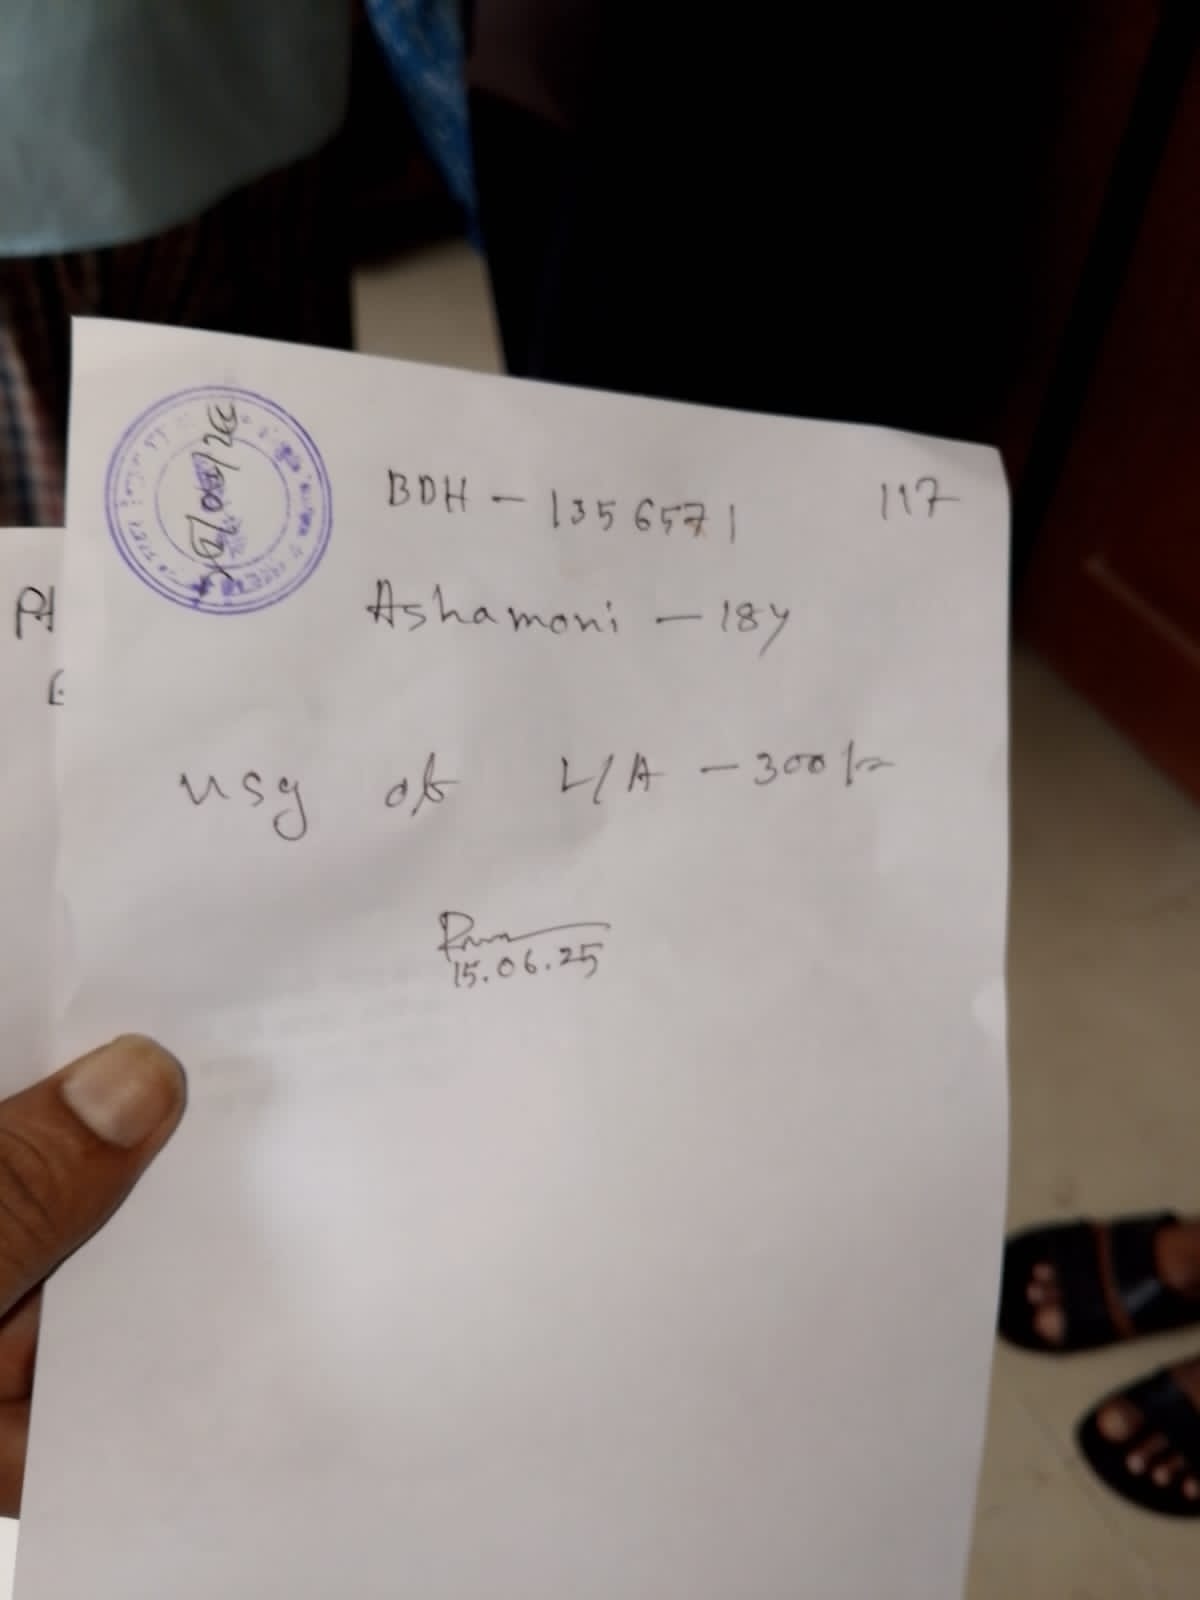 BDH - 1356571 117
Ashamoni - 18y
USG of L/A - 300/=
15.06.25